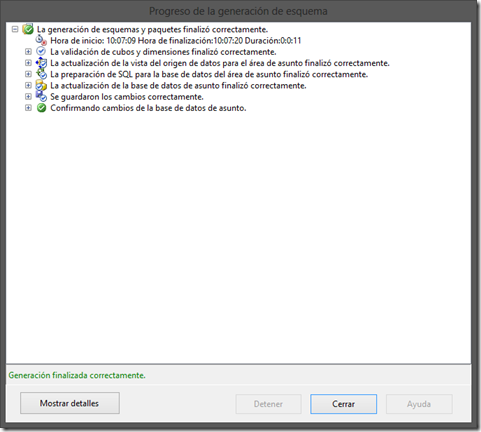 Progreso de la generación de esquema
La generación de esquemas y paquetes finalizó correctamente.
Hora de inicio: 10:07:09 Hora de finalización:10:07:20 Duración:0:0:11
La validación de cubos y dimensiones finalizó correctamente.
La actualización de la vista del origen de datos para el área de asunto finalizó correctamente.
La preparación de SQL para la base de datos del área de asunto finalizó correctamente.
La actualización de la base de datos de asunto finalizó correctamente.
Se guardaron los cambios correctamente.
Confirmando cambios de la base de datos de asunto.
Generación finalizada correctamente.
Mostrar detalles Detener Cerrar Ayuda